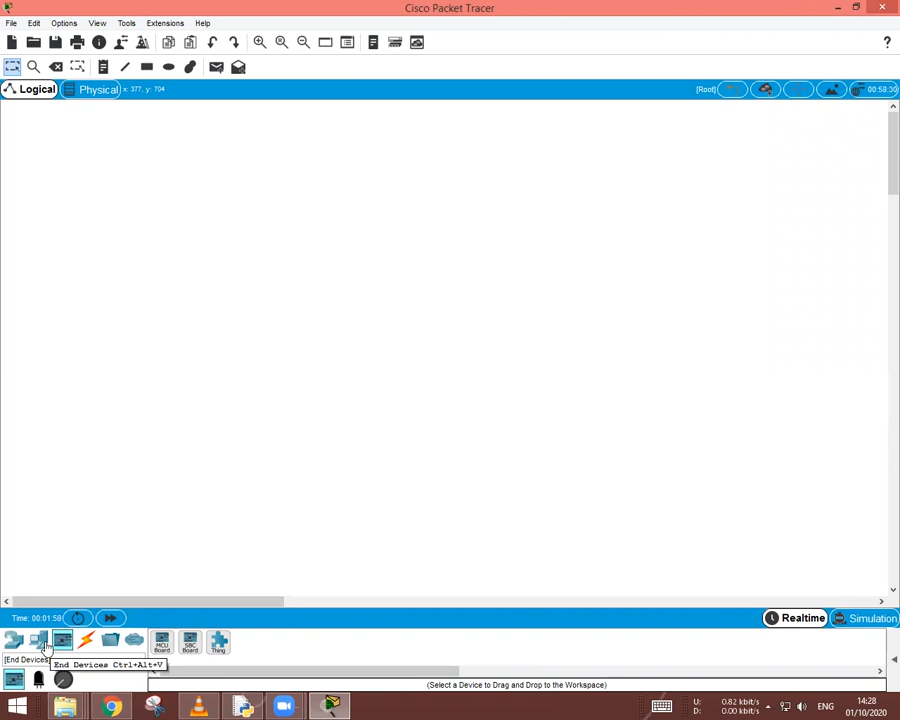 Cisco Packet Tracer
File Edit Options View Tools Extensions Help
?
Logical Physical x: 377, y: 704 [Root] 00:59:30
Time: 00:01:58 Realtime Simulation
MCU Board SBC Board Thing
[End Devices
End Devices Ctrl+Alt+V
(Select a Device to Drag and Drop to the Workspace)
U: 0.82 kbit/s
D: 0.00 kbit/s
ENG
14:28
01/10/2020